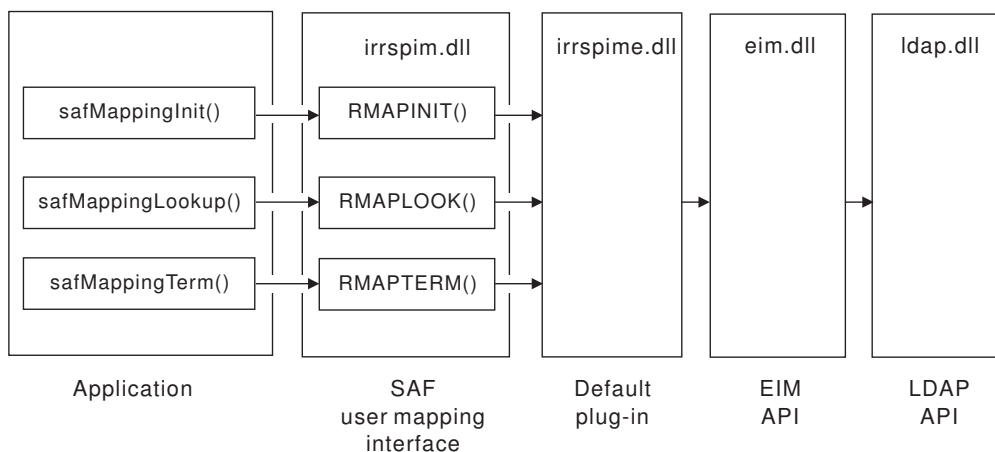 irrspim.dll
irrspime.dll
eim.dll
ldap.dll
safMappingInit()
RMAPINIT()
safMappingLookup()
RMAPLOOK()
safMappingTerm()
RMAPTERM()
Application
SAF
user mapping
interface
Default
plug-in
EIM
API
LDAP
API